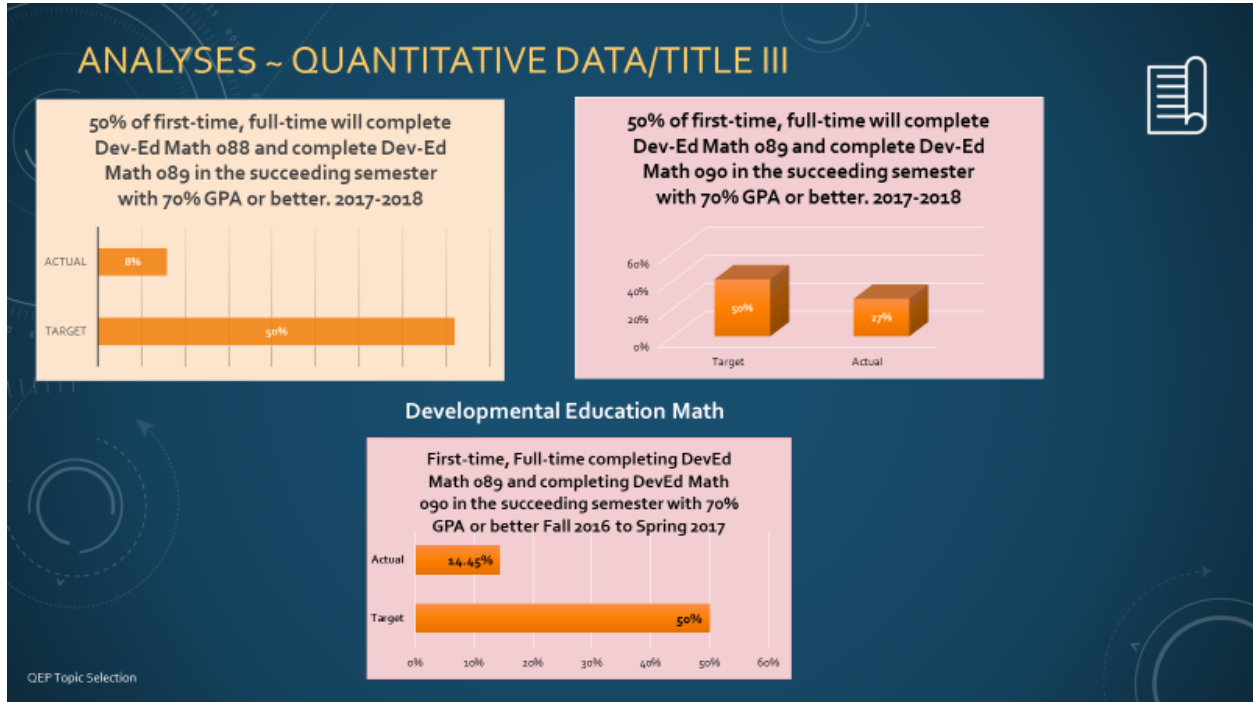 ANALYSES ~ QUANTITATIVE DATA/TITLE III
50% of first-time, full-time will complete
Dev-Ed Math 088 and complete Dev-Ed
Math 089 in the succeeding semester
with 70% GPA or better. 2017-2018
ACTUAL
8%
TARGET
50%
50% of first-time, full-time will complete
Dev-Ed Math 089 and complete Dev-Ed
Math 090 in the succeeding semester
with 70% GPA or better. 2017-2018
60%
40%
20%
0%
50%
27%
Target Actual
Developmental Education Math
First-time, Full-time completing DevEd
Math 089 and completing DevEd Math
090 in the succeeding semester with 70%
GPA or better Fall 2016 to Spring 2017
Actual
14.45%
Target
50%
0% 10% 20% 30% 40% 50% 60%
QEP Topic Selection